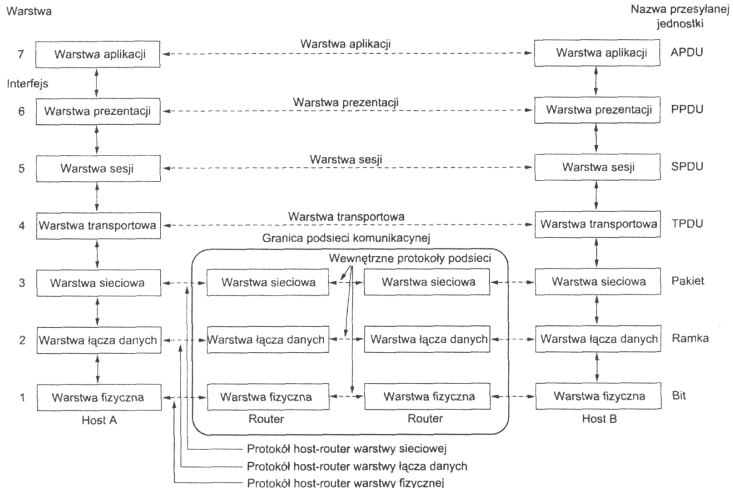 Warstwa
Nazwa przesyłanej
jednostki
Warstwa aplikacji
7 Warstwa aplikacji Warstwa aplikacji APDU
Interfejs
Warstwa prezentacji
6 Warstwa prezentacji Warstwa prezentacji PPDU
Warstwa sesji
5 Warstwa sesji Warstwa sesji SPDU
Warstwa transportowa
4 Warstwa transportowa Warstwa transportowa TPDU
Granica podsieci komunikacynej
Wewnętrzne protokoły podsieci
3 Warstwa sieciowa Warstwa sieciowa Warstwa sieciowa Warstwa sieciowa Pakiet
2 Warstwa łącza danych Warstwa łącza danych Warstwa łącza danych Warstwa łącza danych Ramka
1 Warstwa fizyczna Warstwa fizyczna Warstwa fizyczna Warstwa fizyczna Bit
Host A Router Router Host B
Protokół host-router warstwy sieciowej
Protokół host-router warstwy łącza danych
Protokół host-router warstwy fizycznej